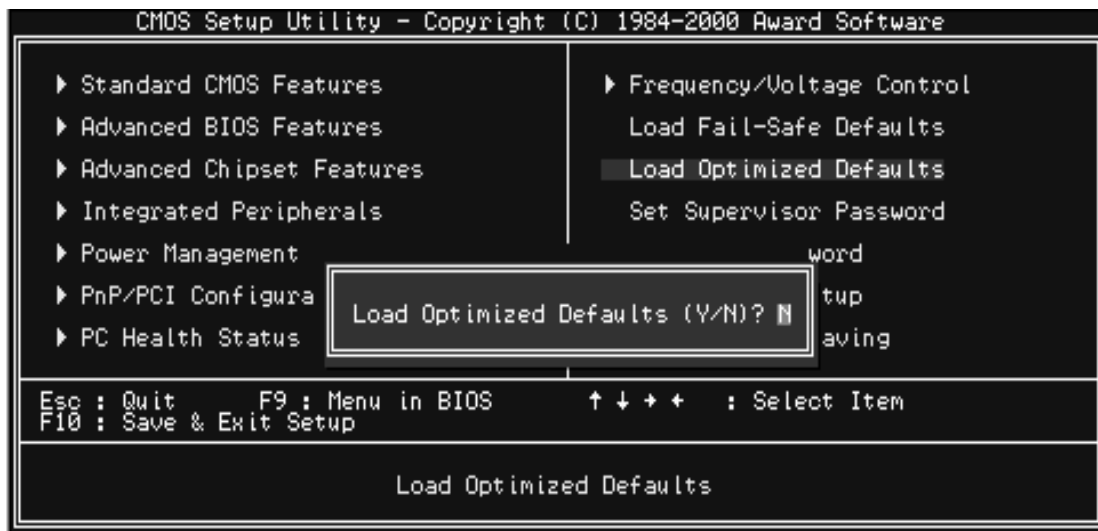 CMOS Setup Utility - Copyright (C) 1984-2000 Award Software
Standard CMOS Features
Advanced BIOS Features
Advanced Chipset Features
Integrated Peripherals
Power Management
PnP/PCI Configura
PC Health Status
Frequency/Voltage Control
Load Fail-Safe Defaults
Load Optimized Defaults
Set Supervisor Password
word
tup
aving
Load Optimized Defaults (Y/N)? N
Esc : Quit F9 : Menu in BIOS ↑ ↓ → ← : Select Item
F10 : Save & Exit Setup
Load Optimized Defaults